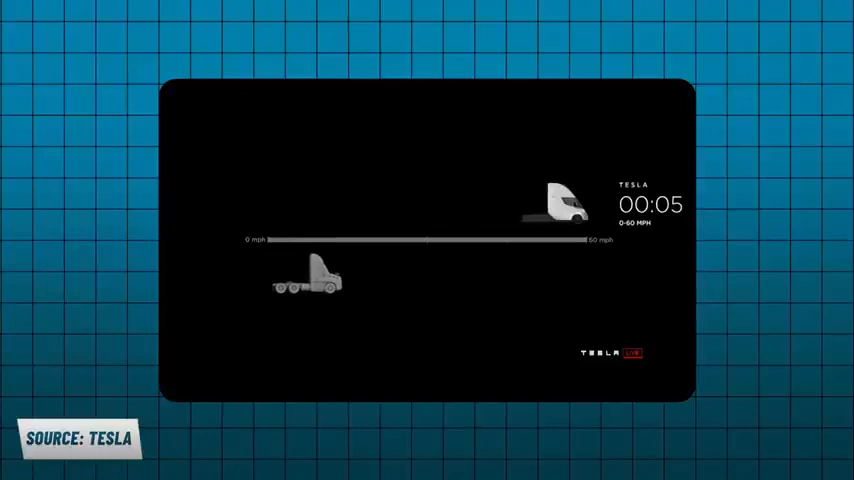 TESLA
00:05
0-60 MPH
0 mph
60 mph
TESLA LIVE
SOURCE: TESLA